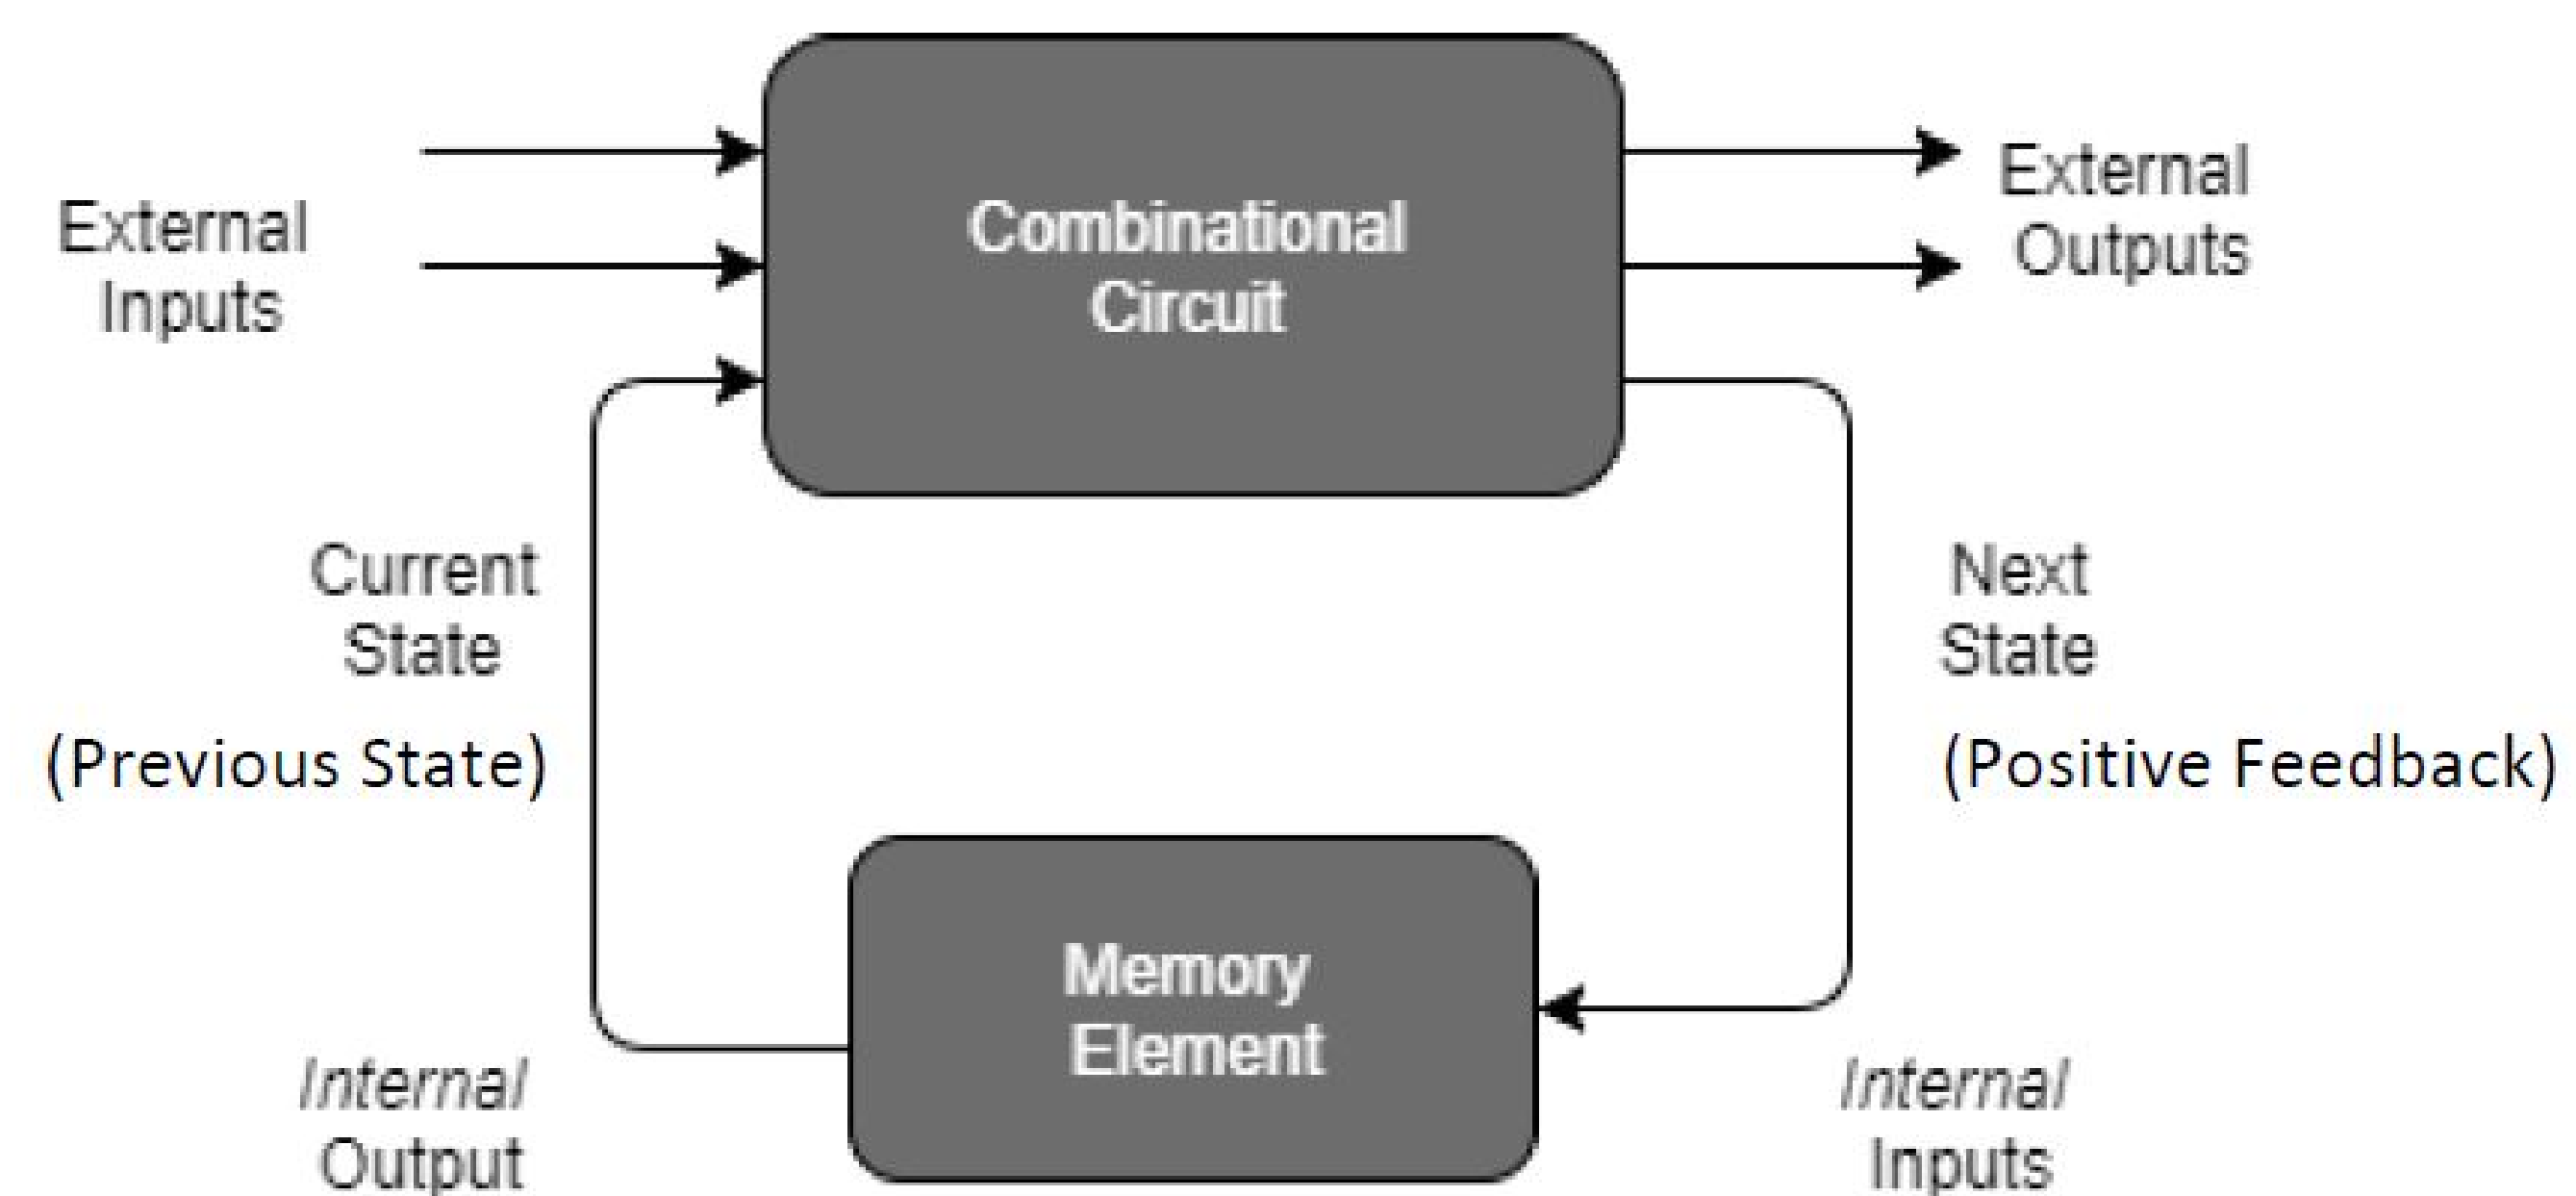 External
Inputs
Combinational
Circuit
External
Outputs
Current
State
(Previous State)
Next
State
(Positive Feedback)
Memory
Element
Internal
Output
Internal
Inputs